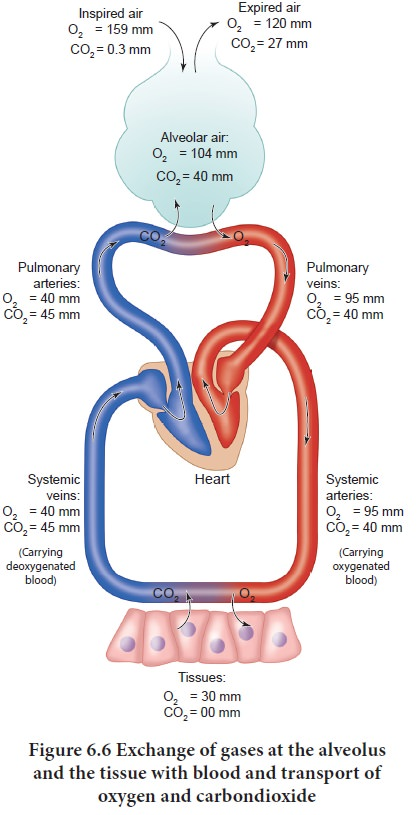 Inspired air
O₂ = 159 mm
CO₂ = 0.3 mm
Expired air
O₂ = 120 mm
CO₂ = 27 mm
Alveolar air:
O₂ = 104 mm
CO₂ = 40 mm
CO₂
O₂
Pulmonary
arteries:
O₂ = 40 mm
CO₂ = 45 mm
Pulmonary
veins:
O₂ = 95 mm
CO₂ = 40 mm
Heart
Systemic
veins:
O₂ = 40 mm
CO₂ = 45 mm
(Carrying
deoxygenated
blood)
Systemic
arteries:
O₂ = 95 mm
CO₂ = 40 mm
(Carrying
oxygenated
blood)
CO₂
O₂
Tissues:
O₂ = 30 mm
CO₂ = 00 mm
Figure 6.6 Exchange of gases at the alveolus
and the tissue with blood and transport of
oxygen and carbondioxide